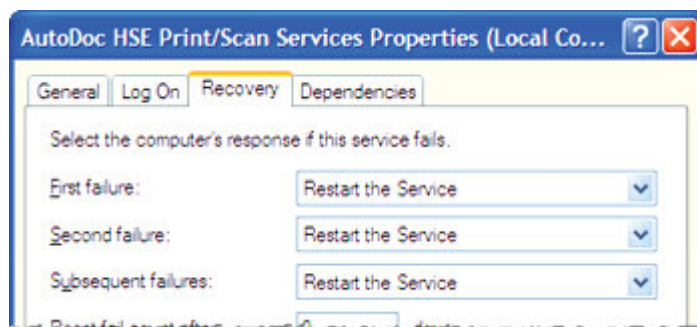 AutoDoc HSE Print/Scan Services Properties (Local Co...
General Log On Recovery Dependencies
Select the computer's response if this service fails.
First failure: Restart the Service
Second failure: Restart the Service
Subsequent failures: Restart the Service